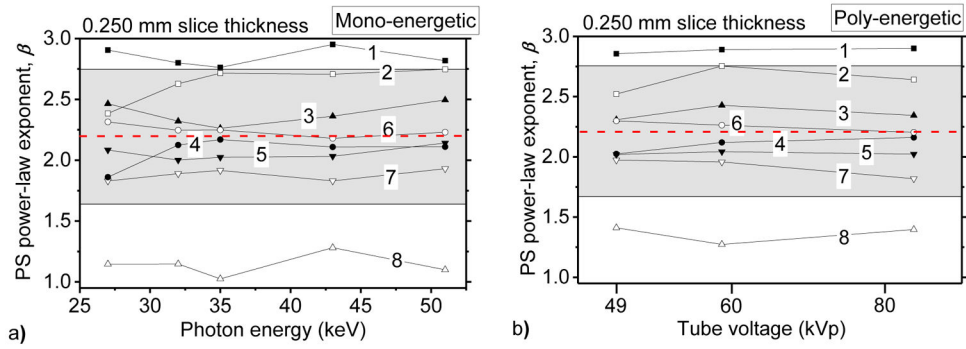 0.250 mm slice thickness Mono-energetic
PS power-law exponent, β
3.0
2.5
2.0
1.5
1.0
1
2
3
4
5
6
7
8
25 30 35 40 45 50
Photon energy (keV)
a)
0.250 mm slice thickness Poly-energetic
PS power-law exponent, β
3.0
2.5
2.0
1.5
1.0
1
2
3
6
4
5
7
8
49 60 80
Tube voltage (kVp)
b)